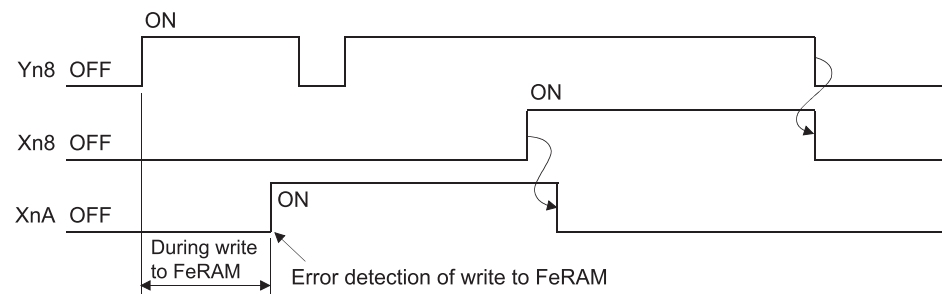 ON
Yn8 OFF
ON
Xn8 OFF
ON
XnA OFF
During write
to FeRAM
Error detection of write to FeRAM